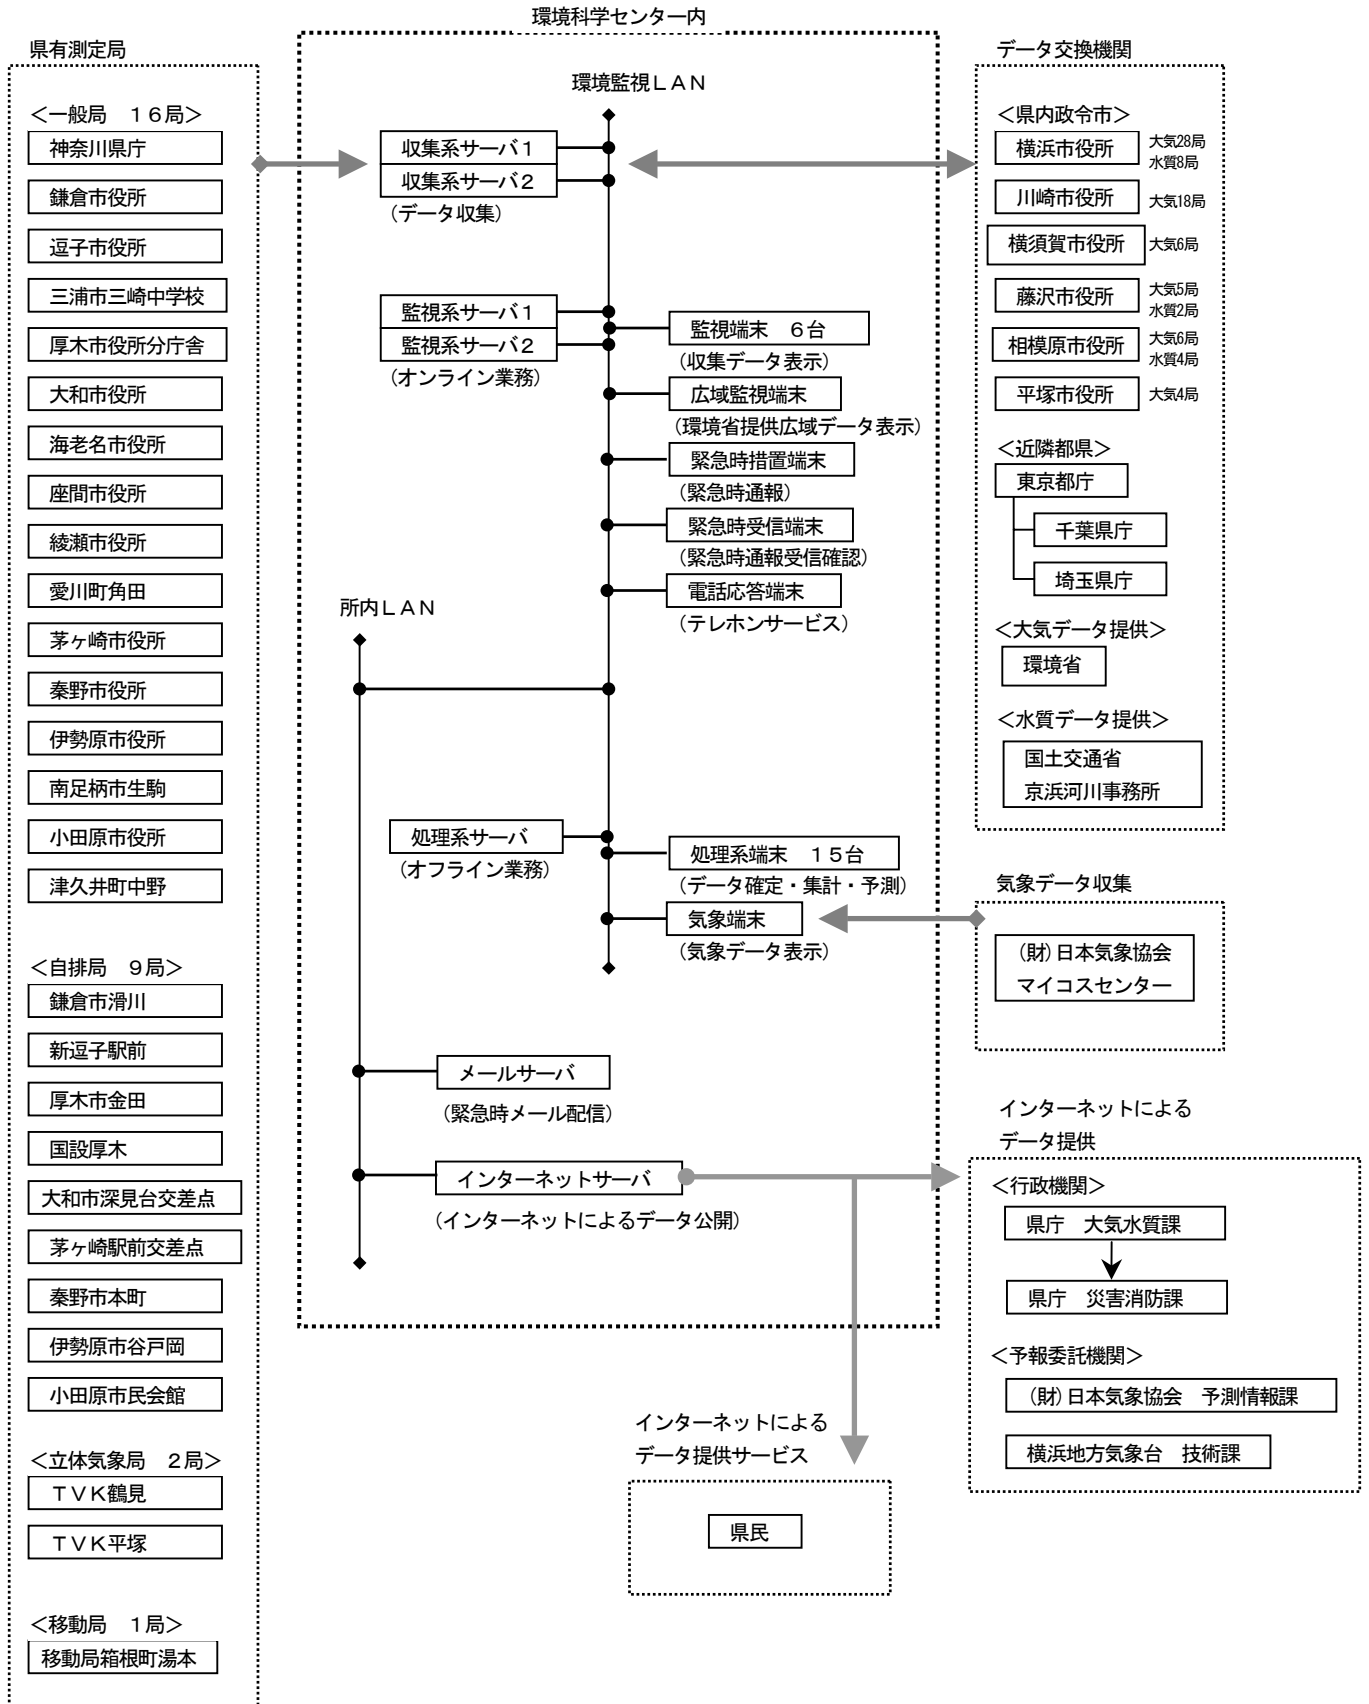 環境科学センター内
県有測定局
＜一般局　１６局＞
神奈川県庁
鎌倉市役所
逗子市役所
三浦市三崎中学校
厚木市役所分庁舎
大和市役所
海老名市役所
座間市役所
綾瀬市役所
愛川町角田
茅ヶ崎市役所
秦野市役所
伊勢原市役所
南足柄市生駒
小田原市役所
津久井町中野
＜自排局　９局＞
鎌倉市滑川
新逗子駅前
厚木市金田
国設厚木
大和市深見台交差点
茅ヶ崎駅前交差点
秦野市本町
伊勢原市谷戸岡
小田原市民会館
＜立体気象局　２局＞
ＴＶＫ鶴見
ＴＶＫ平塚
＜移動局　１局＞
移動局箱根町湯本
環境監視ＬＡＮ
収集系サーバ１
収集系サーバ２
（データ収集）
監視系サーバ１
監視系サーバ２
（オンライン業務）
監視端末　６台
（収集データ表示）
広域監視端末
（環境省提供広域データ表示）
緊急時措置端末
（緊急時通報）
緊急時受信端末
（緊急時通報受信確認）
電話応答端末
（テレホンサービス）
所内ＬＡＮ
処理系サーバ
（オフライン業務）
処理系端末　１５台
（データ確定・集計・予測）
気象端末
（気象データ表示）
メールサーバ
（緊急時メール配信）
インターネットサーバ
（インターネットによるデータ公開）
データ交換機関
＜県内政令市＞
横浜市役所
大気28局
水質8局
川崎市役所
大気18局
横須賀市役所
大気6局
藤沢市役所
大気5局
水質2局
相模原市役所
大気6局
水質4局
平塚市役所
大気4局
＜近隣都県＞
東京都庁
千葉県庁
埼玉県庁
＜大気データ提供＞
環境省
＜水質データ提供＞
国土交通省
京浜河川事務所
気象データ収集
（財）日本気象協会
マイコスセンター
インターネットによる
データ提供
＜行政機関＞
県庁　大気水質課
県庁　災害消防課
＜予報委託機関＞
（財）日本気象協会　予測情報課
横浜地方気象台　技術課
インターネットによる
データ提供サービス
県民